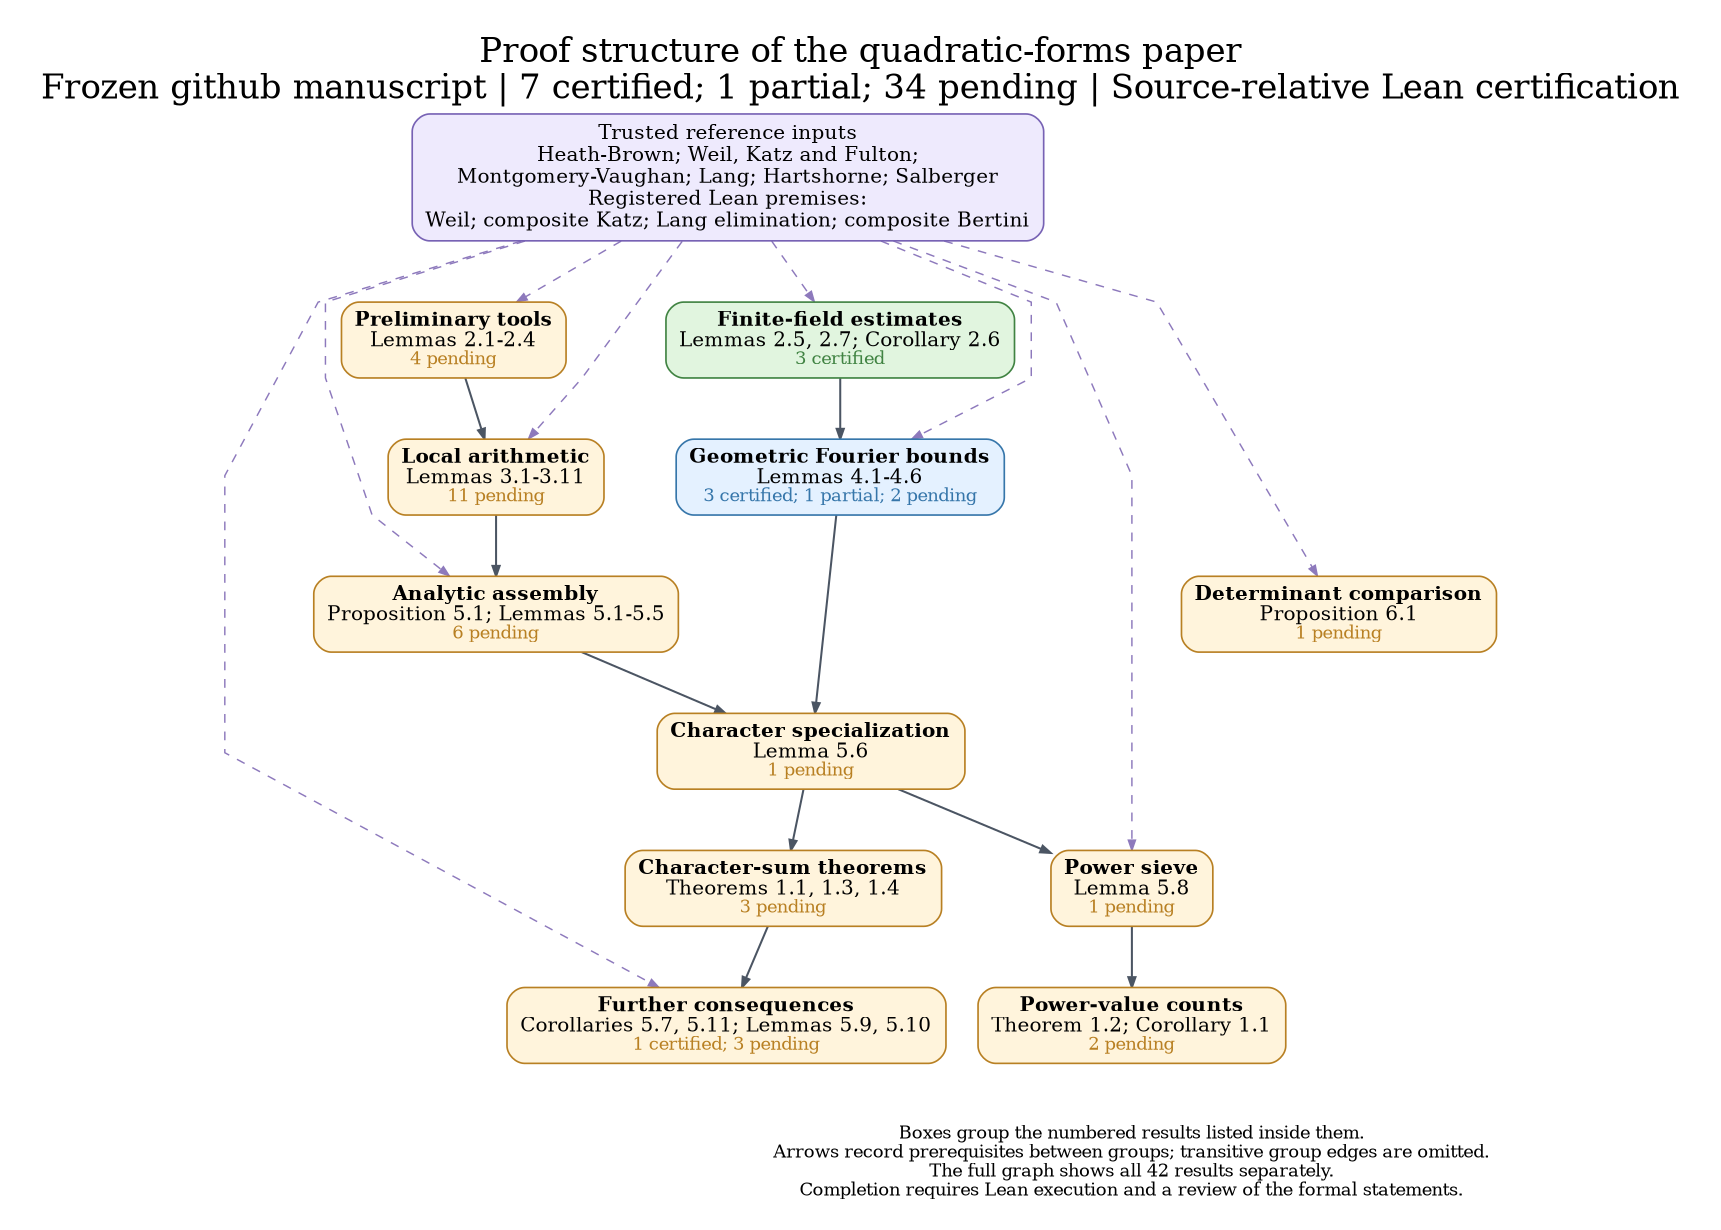 Proof structure of the quadratic-forms paper
Frozen github manuscript | 7 certified; 1 partial; 34 pending | Source-relative Lean certification
Trusted reference inputs
Heath-Brown; Weil, Katz and Fulton;
Montgomery-Vaughan; Lang; Hartshorne; Salberger
Registered Lean premises:
Weil; composite Katz; Lang elimination; composite Bertini
Preliminary tools
Lemmas 2.1-2.4
4 pending
Finite-field estimates
Lemmas 2.5, 2.7; Corollary 2.6
3 certified
Local arithmetic
Lemmas 3.1-3.11
11 pending
Geometric Fourier bounds
Lemmas 4.1-4.6
3 certified; 1 partial; 2 pending
Analytic assembly
Proposition 5.1; Lemmas 5.1-5.5
6 pending
Determinant comparison
Proposition 6.1
1 pending
Character specialization
Lemma 5.6
1 pending
Character-sum theorems
Theorems 1.1, 1.3, 1.4
3 pending
Power sieve
Lemma 5.8
1 pending
Further consequences
Corollaries 5.7, 5.11; Lemmas 5.9, 5.10
1 certified; 3 pending
Power-value counts
Theorem 1.2; Corollary 1.1
2 pending
Boxes group the numbered results listed inside them.
Arrows record prerequisites between groups; transitive group edges are omitted.
The full graph shows all 42 results separately.
Completion requires Lean execution and a review of the formal statements.